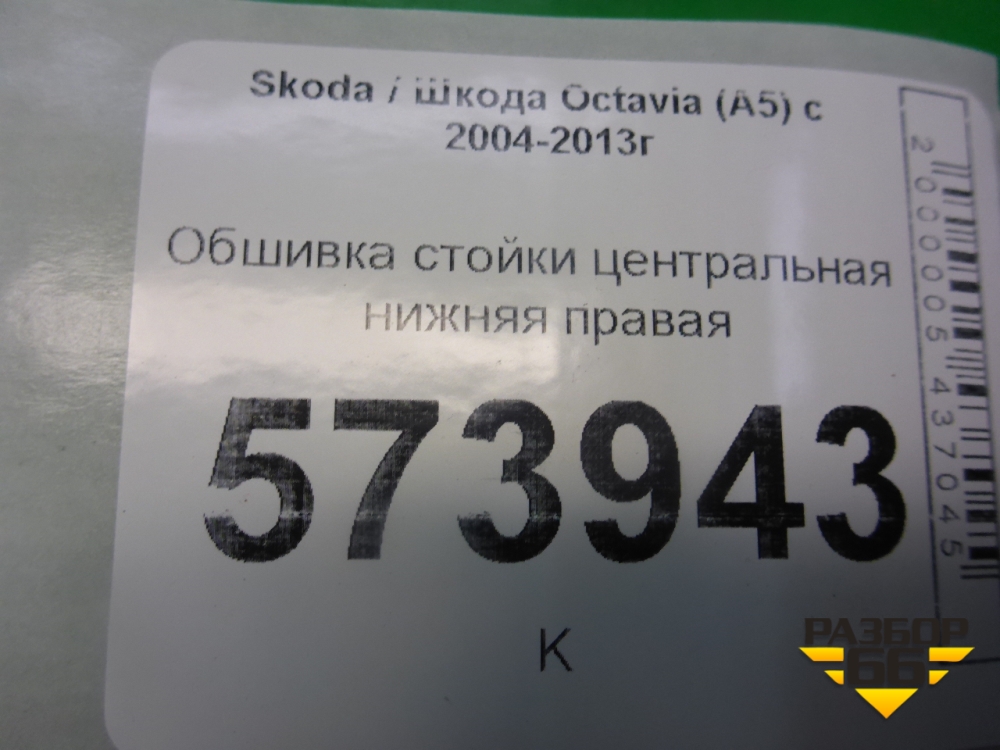 Skoda / Шкода Octavia (A5) с
2004-2013г
Обшивка стойки центральная
нижняя правая
573943
К
2000005437045
РАЗБОР
66